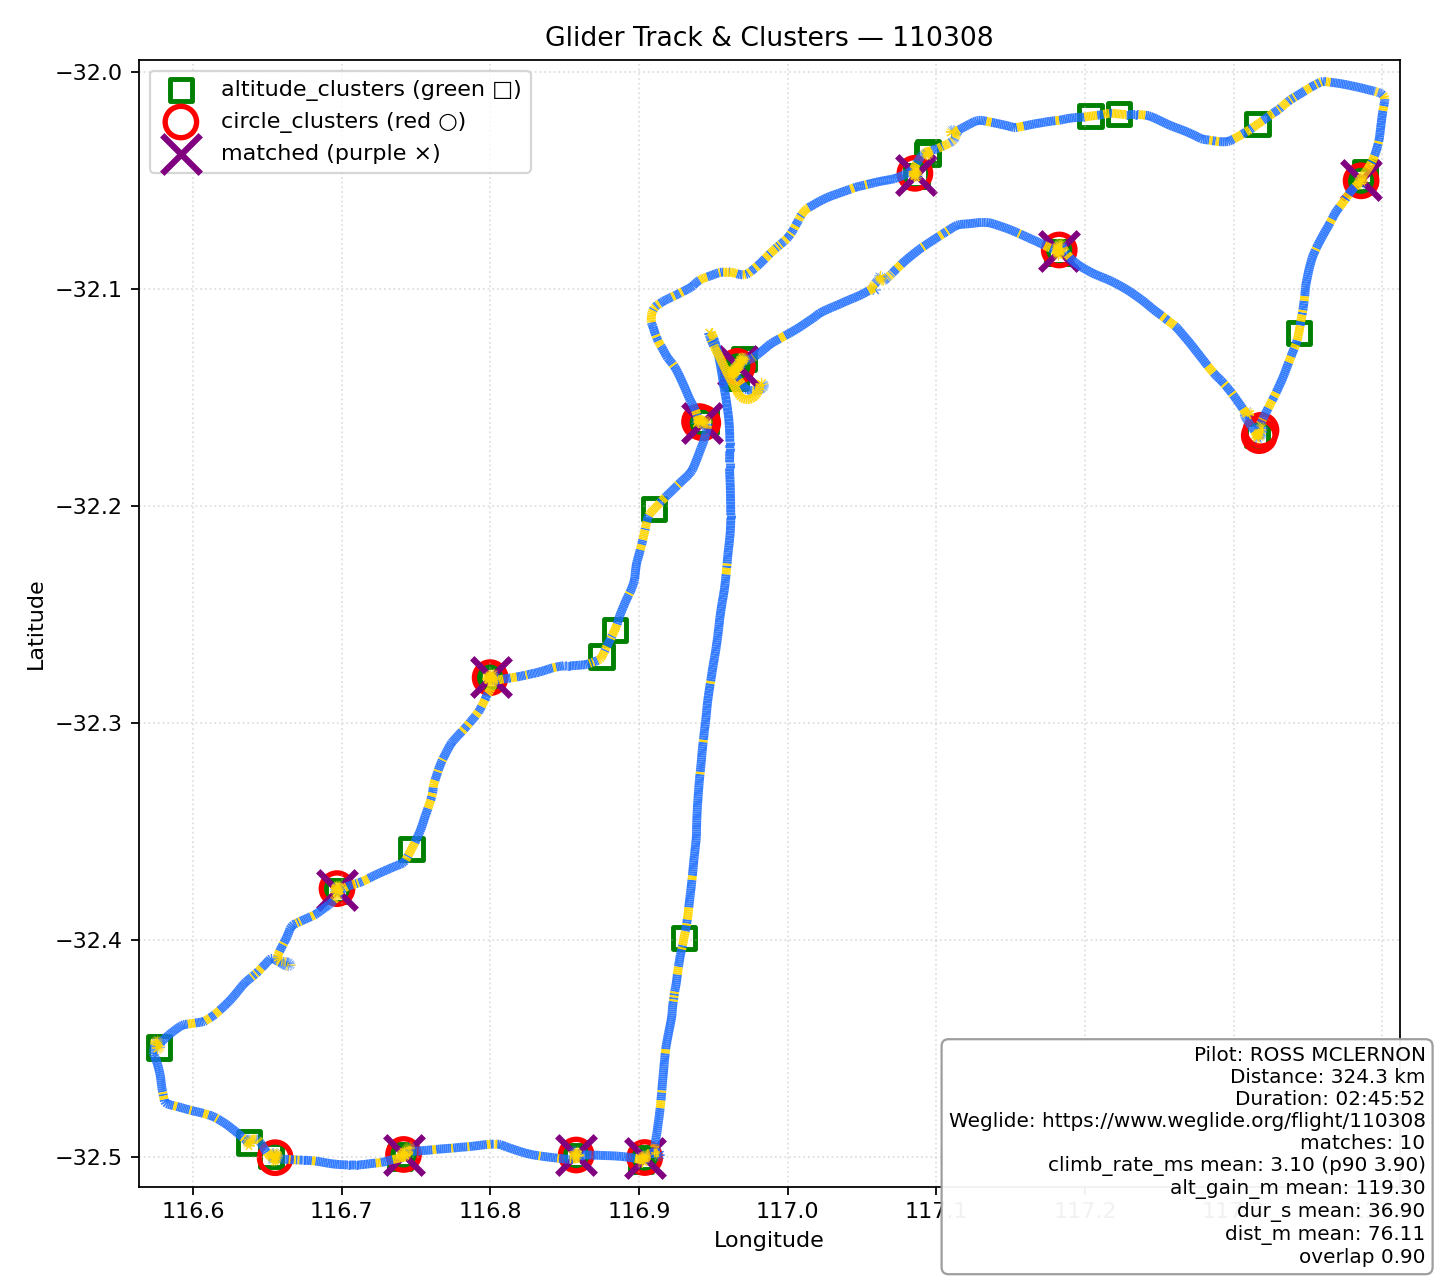 Glider Track & Clusters — 110308
altitude_clusters (green □)
circle_clusters (red ○)
matched (purple ×)
−32.0
−32.1
−32.2
−32.3
−32.4
−32.5
Latitude
116.6
116.7
116.8
116.9
117.0
117.1
117.2
Longitude
Pilot: ROSS MCLERNON
Distance: 324.3 km
Duration: 02:45:52
Weglide: https://www.weglide.org/flight/110308
matches: 10
climb_rate_ms mean: 3.10 (p90 3.90)
alt_gain_m mean: 119.30
dur_s mean: 36.90
dist_m mean: 76.11
overlap 0.90